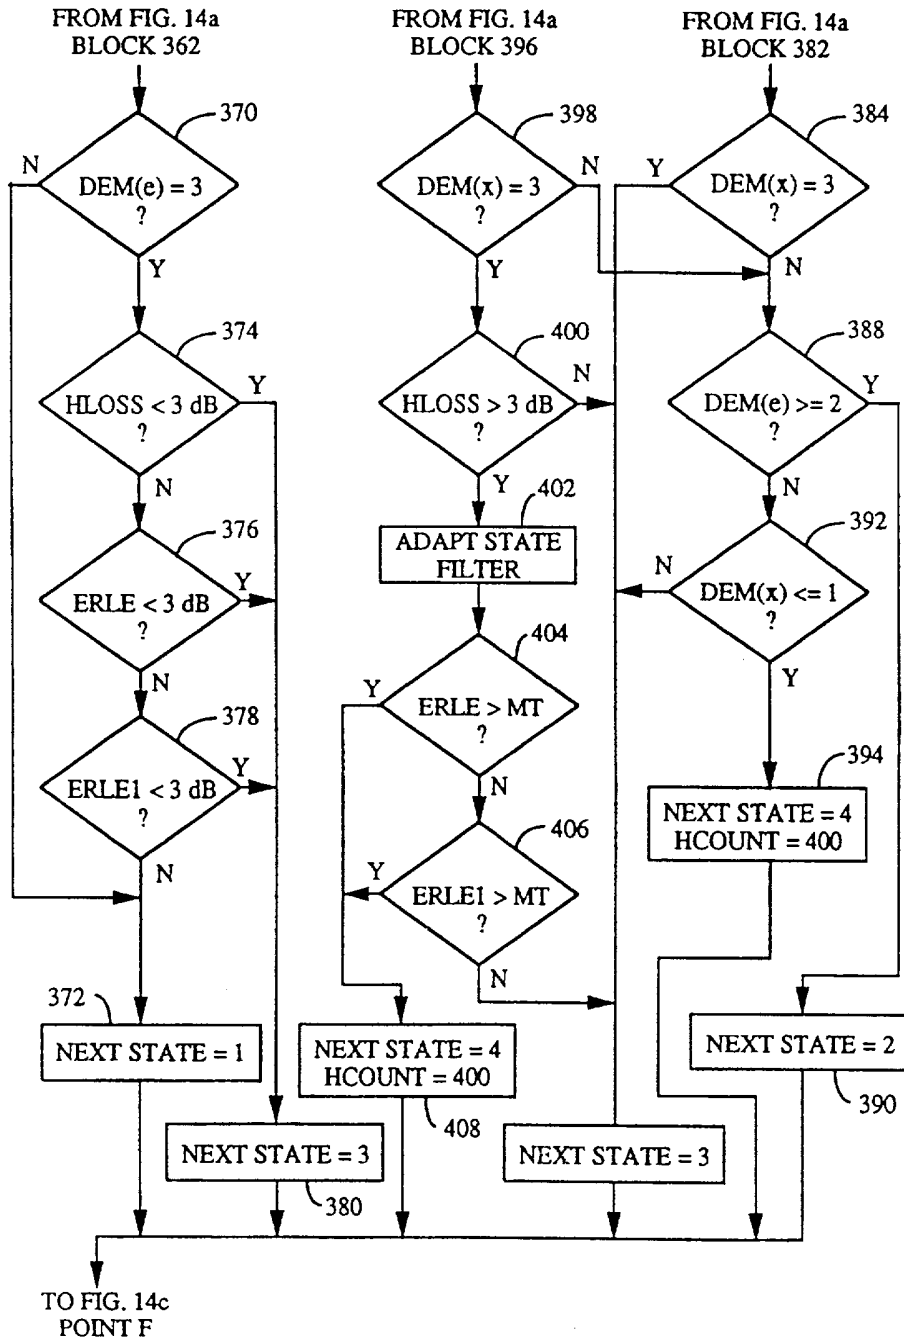 FROM FIG. 14a
BLOCK 362
370
N
DEM(e) = 3
?
Y
374
HLOSS < 3 dB
?
Y
N
376
ERLE < 3 dB
?
Y
N
378
ERLE1 < 3 dB
?
Y
N
372
NEXT STATE = 1
NEXT STATE = 3
380
FROM FIG. 14a
BLOCK 396
398
DEM(x) = 3
?
N
Y
400
HLOSS > 3 dB
?
N
Y
402
ADAPT STATE
FILTER
404
Y
ERLE > MT
?
N
406
Y
ERLE1 > MT
?
N
NEXT STATE = 4
HCOUNT = 400
408
NEXT STATE = 3
FROM FIG. 14a
BLOCK 382
384
Y
DEM(x) = 3
?
N
388
DEM(e) >= 2
?
Y
N
392
N
DEM(x) <= 1
?
Y
394
NEXT STATE = 4
HCOUNT = 400
NEXT STATE = 2
390
TO FIG. 14c
POINT F